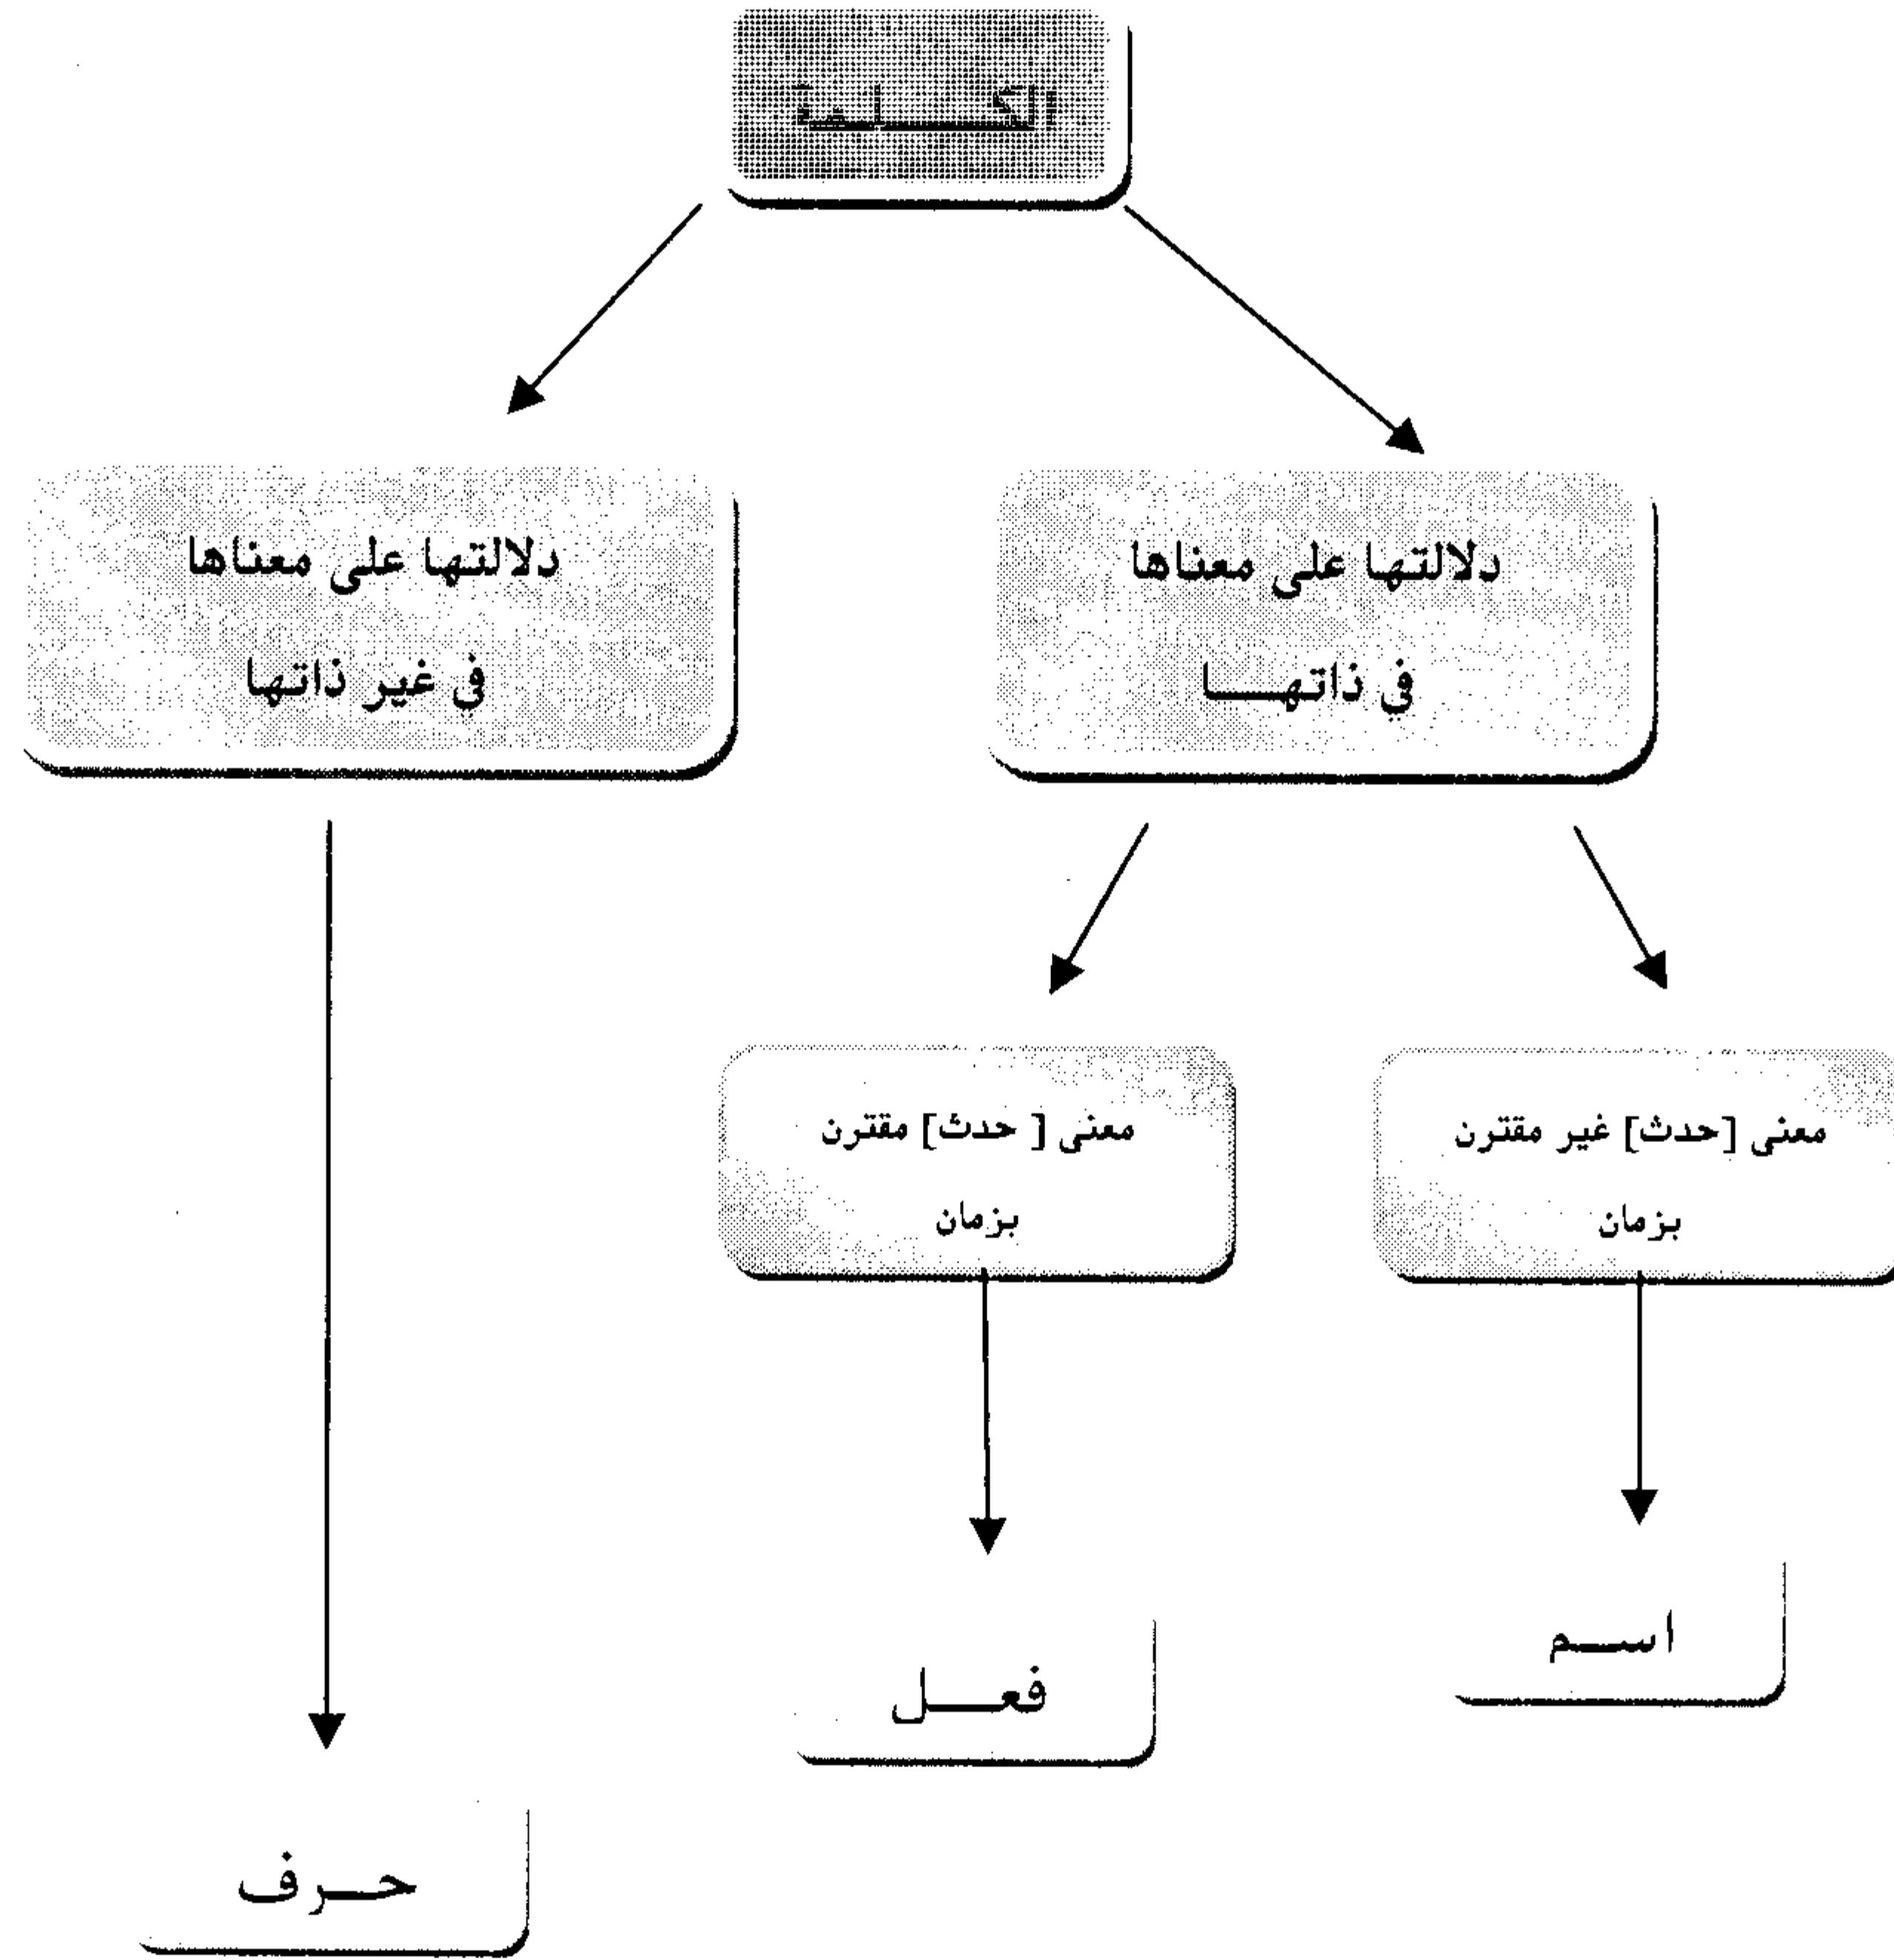 الكلمة
دلالتها على معناها
في ذاتها
دلالتها على معناها
في غير ذاتها
معنى [حدث] غير مقترن
بزمان
معنى [ حدث] مقترن
بزمان
اسم
فعل
حرف